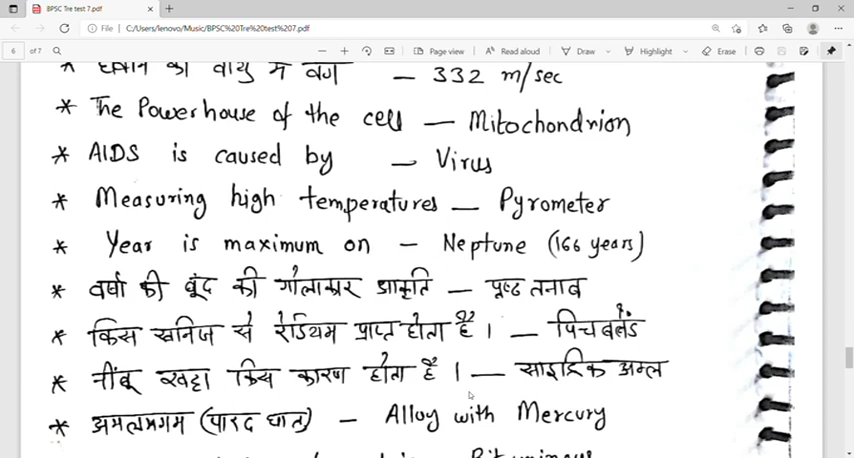 BPSC Tre test 7.pdf
File | C:/Users/lenovo/Music/BPSC%20Tre%20test%207.pdf
6 of 7 Page view Read aloud Draw Highlight Erase
की वायु में वेग — 332 m/sec
* The Powerhouse of the cell — Mitochondrion
* AIDS is caused by — Virus
* Measuring high temperatures — Pyrometer
* Year is maximum on — Neptune (166 years)
* वर्षा की बूंद की गोलाकार आकृति — पृष्ठ तनाव
* किस खनिज से रेडियम प्राप्त होता है । — पिचब्लेंड
* नींबू खट्टा किस कारण होता है । — साइट्रिक अम्ल
* अमलगम (पारद धातु) — Alloy with Mercury
Bituminous